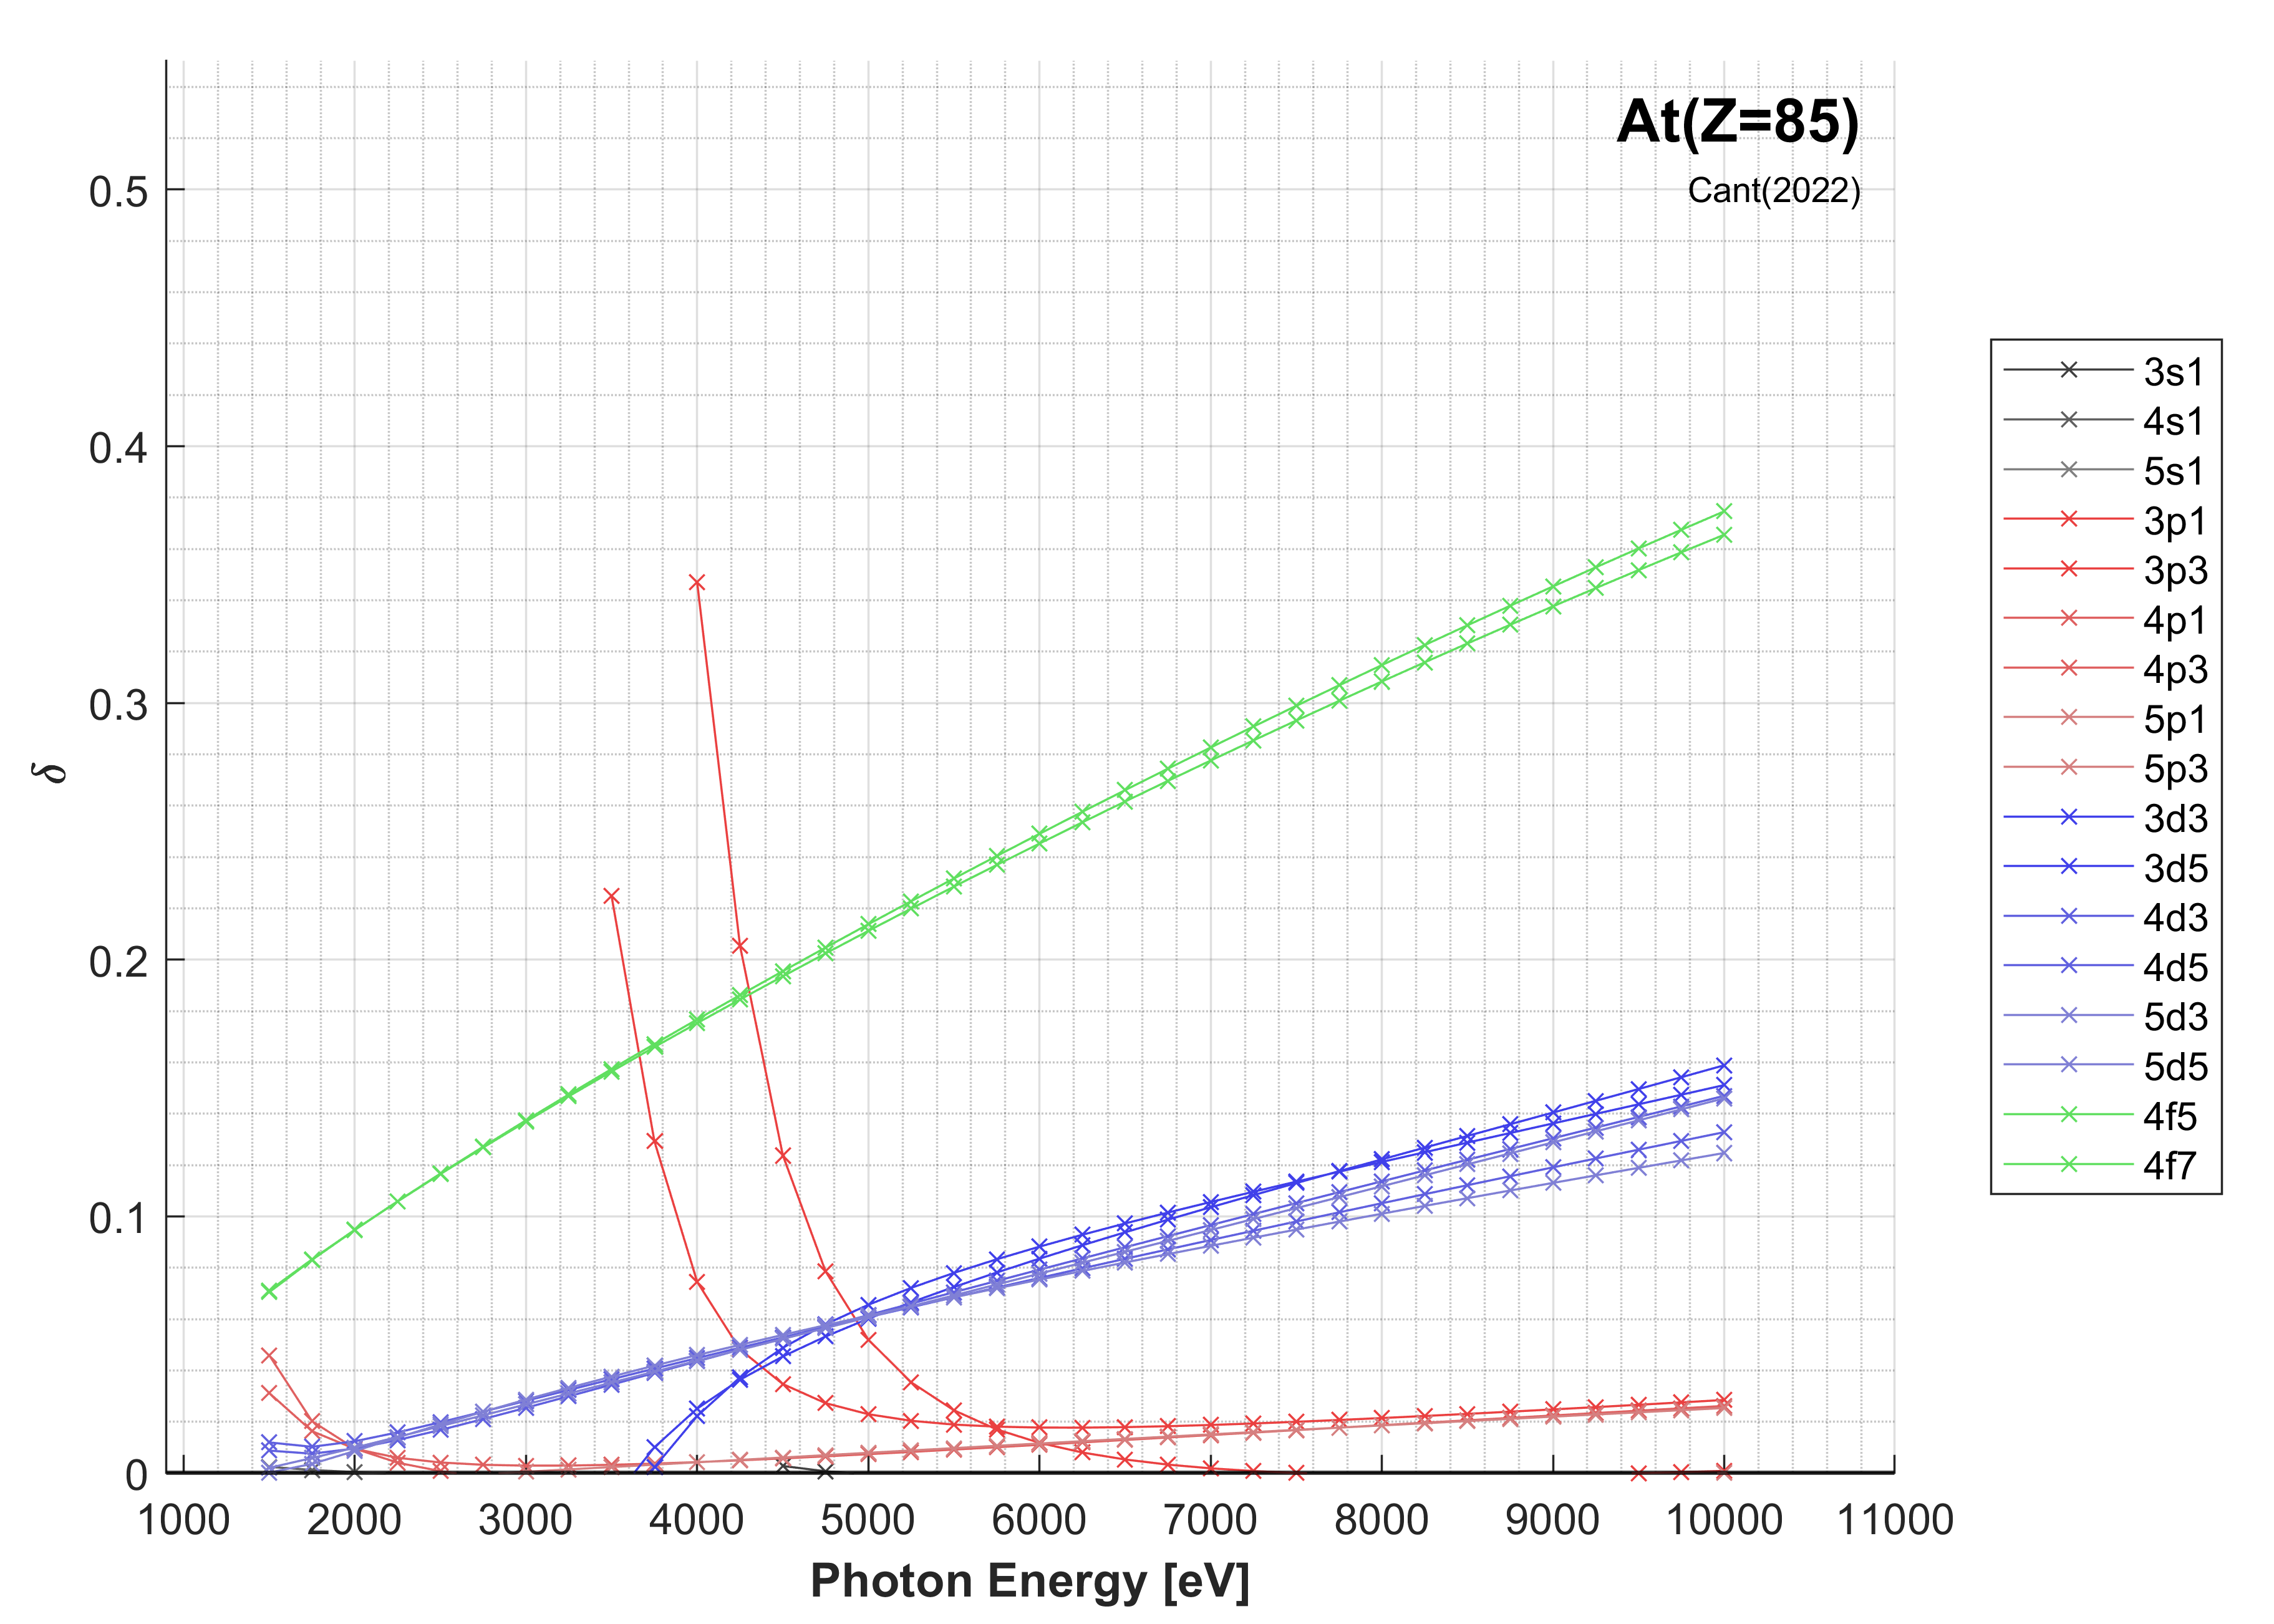 At(Z=85)
Cant(2022)
0.5
0.4
0.3
0.2
0.1
0
δ
1000 2000 3000 4000 5000 6000 7000 8000 9000 10000 11000
Photon Energy [eV]
3s1
4s1
5s1
3p1
3p3
4p1
4p3
5p1
5p3
3d3
3d5
4d3
4d5
5d3
5d5
4f5
4f7